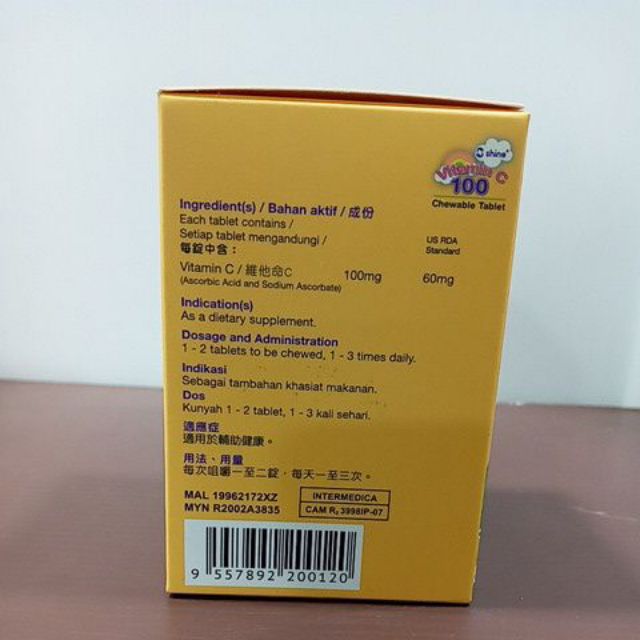 shine+
Vitamin C
100
Chewable Tablet
Ingredient(s) / Bahan aktif / 成份
Each tablet contains /
Setiap tablet mengandungi /
每錠中含：
US RDA
Standard
Vitamin C / 維他命C 100mg 60mg
(Ascorbic Acid and Sodium Ascorbate)
Indication(s)
As a dietary supplement.
Dosage and Administration
1 - 2 tablets to be chewed, 1 - 3 times daily.
Indikasi
Sebagai tambahan khasiat makanan.
Dos
Kunyah 1 - 2 tablet, 1 - 3 kali sehari.
適應症
適用於輔助健康。
用法、用量
每次咀嚼一至二錠，每天一至三次。
MAL 19962172XZ
MYN R2002A3835
INTERMEDICA
CAM Rₓ 3998IP-07
9 557892 200120